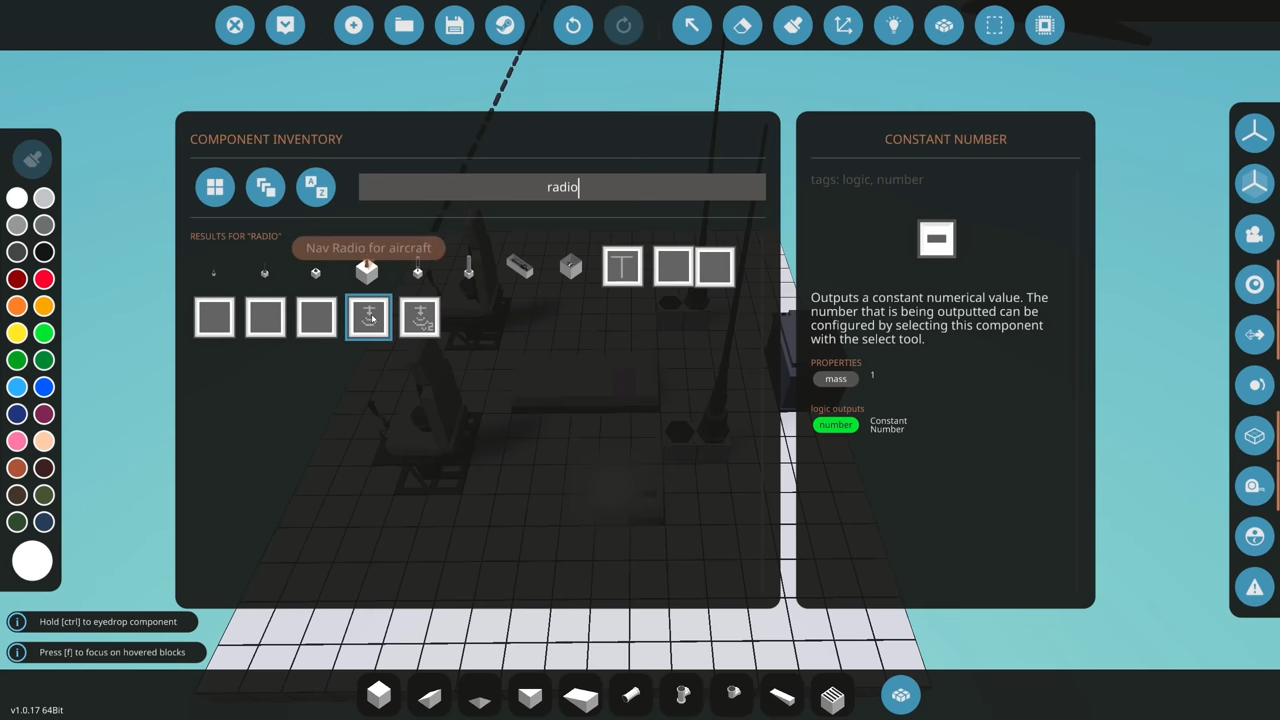 COMPONENT INVENTORY
A
Z
radio
RESULTS FOR "RADIO"
Nav Radio for aircraft
V2
CONSTANT NUMBER
tags: logic, number
Outputs a constant numerical value. The
number that is being outputted can be
configured by selecting this component
with the select tool.
PROPERTIES
mass 1
logic outputs
number Constant
Number
Hold [ctrl] to eyedrop component
Press [f] to focus on hovered blocks
v1.0.17 64Bit